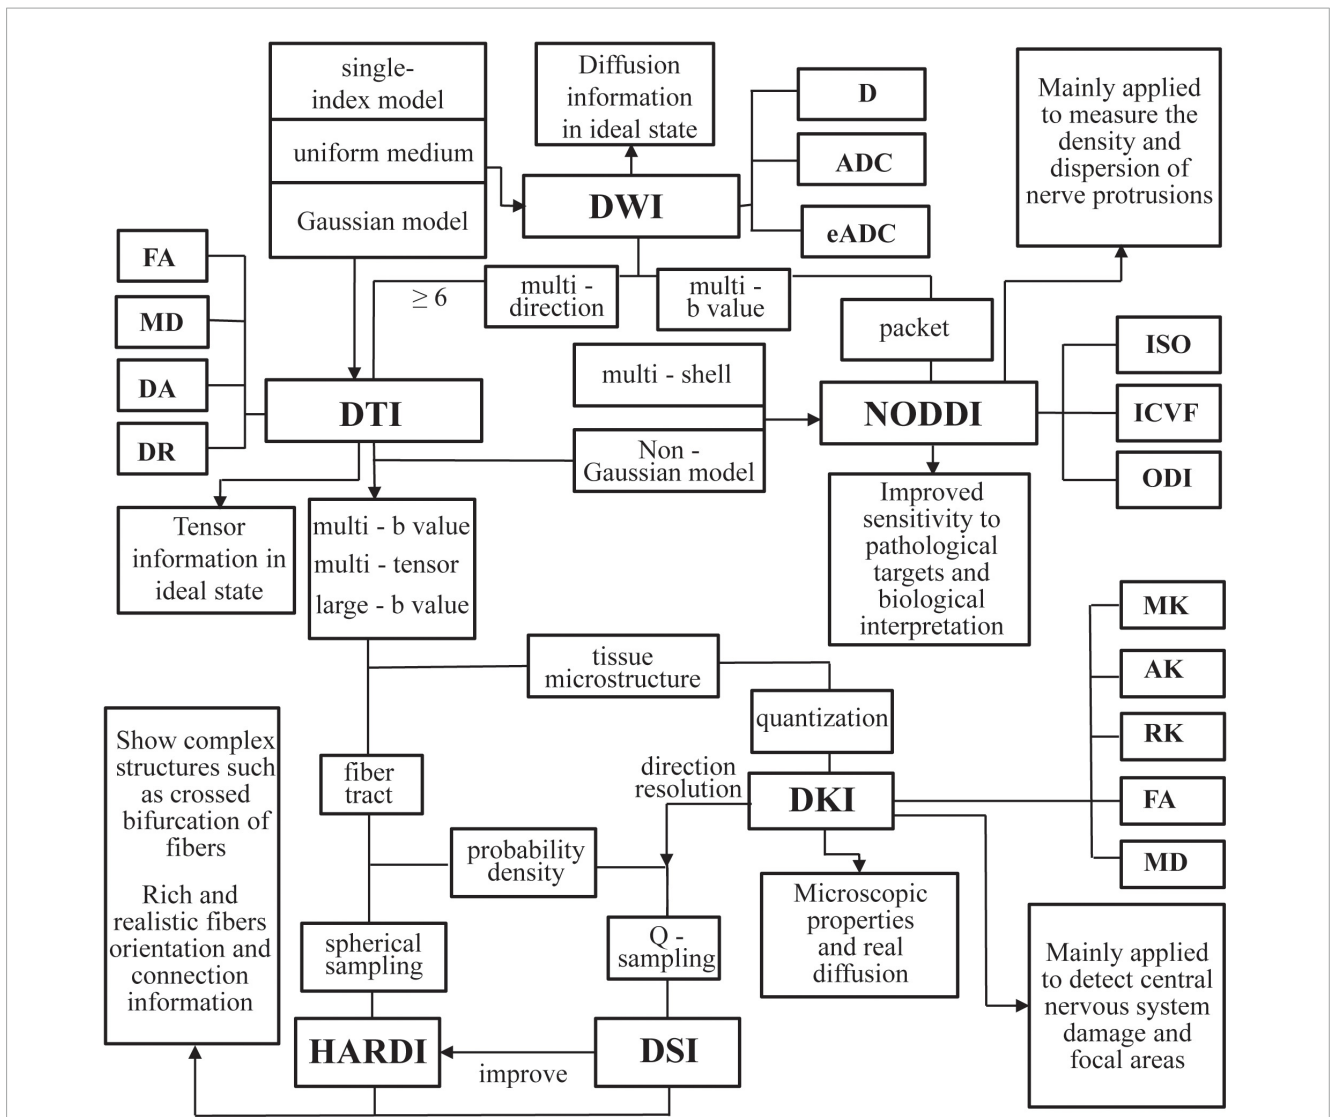 single-
index model
uniform medium
Gaussian model
Diffusion
information
in ideal state
DWI
D
ADC
eADC
Mainly applied
to measure the
density and
dispersion of
nerve protrusions
FA
MD
DA
DR
≥ 6
multi -
direction
multi -
b value
packet
multi - shell
Non -
Gaussian model
DTI
NODDI
ISO
ICVF
ODI
Tensor
information in
ideal state
multi - b value
multi - tensor
large - b value
Improved
sensitivity to
pathological
targets and
biological
interpretation
tissue
microstructure
quantization
MK
AK
RK
FA
MD
Show complex
structures such
as crossed
bifurcation of
fibers
Rich and
realistic fibers
orientation and
connection
information
fiber
tract
direction
resolution
DKI
probability
density
Microscopic
properties
and real
diffusion
spherical
sampling
Q -
sampling
Mainly applied
to detect central
nervous system
damage and
focal areas
HARDI
improve
DSI